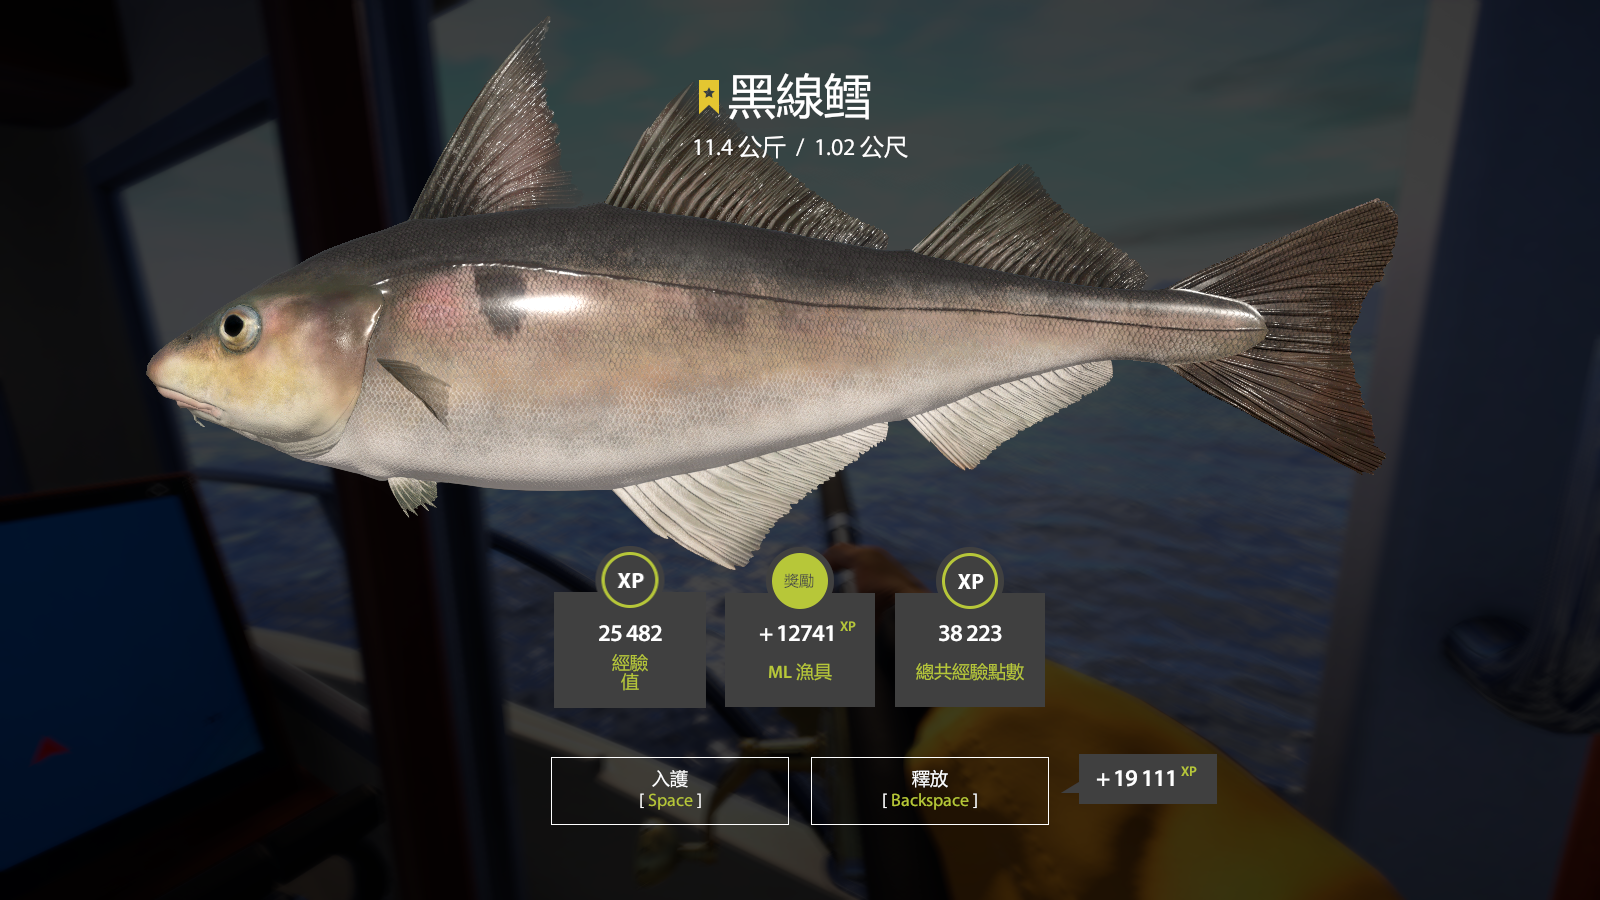 黑線鳕
11.4 公斤 / 1.02 公尺
XP
獎勵
XP
25 482
+ 12741 XP
38 223
經驗
值
ML 漁具
總共經驗點數
入護
[ Space ]
釋放
[ Backspace ]
+ 19 111 XP